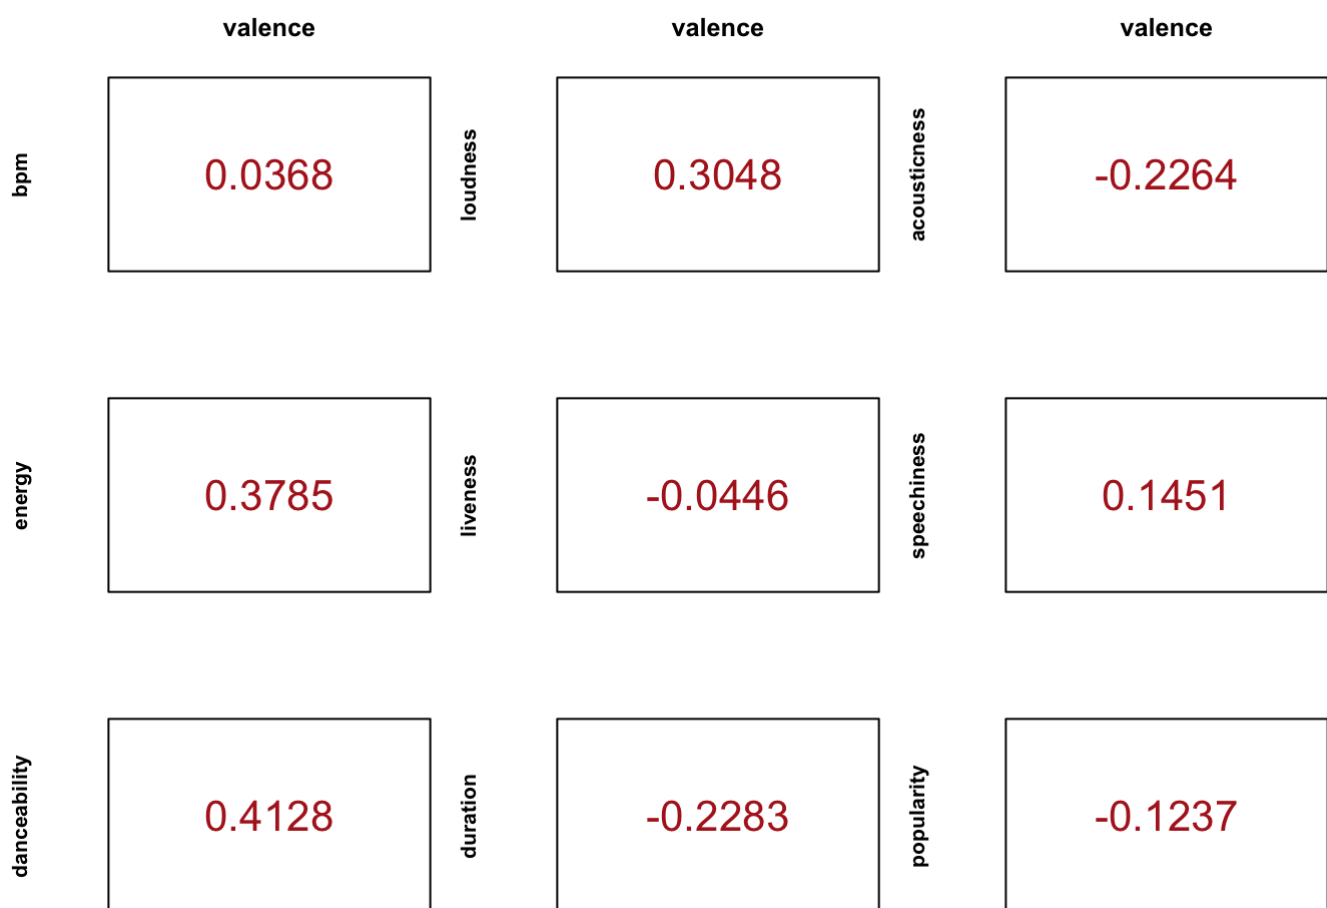 valence valence valence
bpm 0.0368 loudness 0.3048 acousticness -0.2264
energy 0.3785 liveness -0.0446 speechiness 0.1451
danceability 0.4128 duration -0.2283 popularity -0.1237